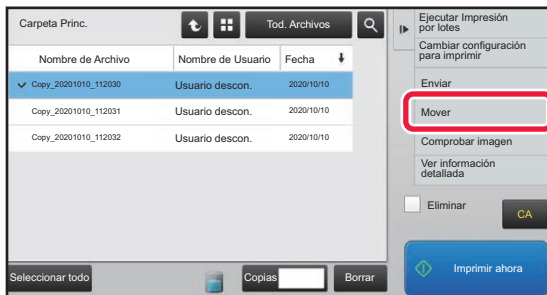 Carpeta Princ.
Tod. Archivos
Nombre de Archivo
Nombre de Usuario
Fecha
Copy_20201010_112030
Usuario descon.
2020/10/10
Copy_20201010_112031
Usuario descon.
2020/10/10
Copy_20201010_112032
Usuario descon.
2020/10/10
Seleccionar todo
Copias
Borrar
Ejecutar Impresión
por lotes
Cambiar configuración
para imprimir
Enviar
Mover
Comprobar imagen
Ver información
detallada
Eliminar
CA
Imprimir ahora